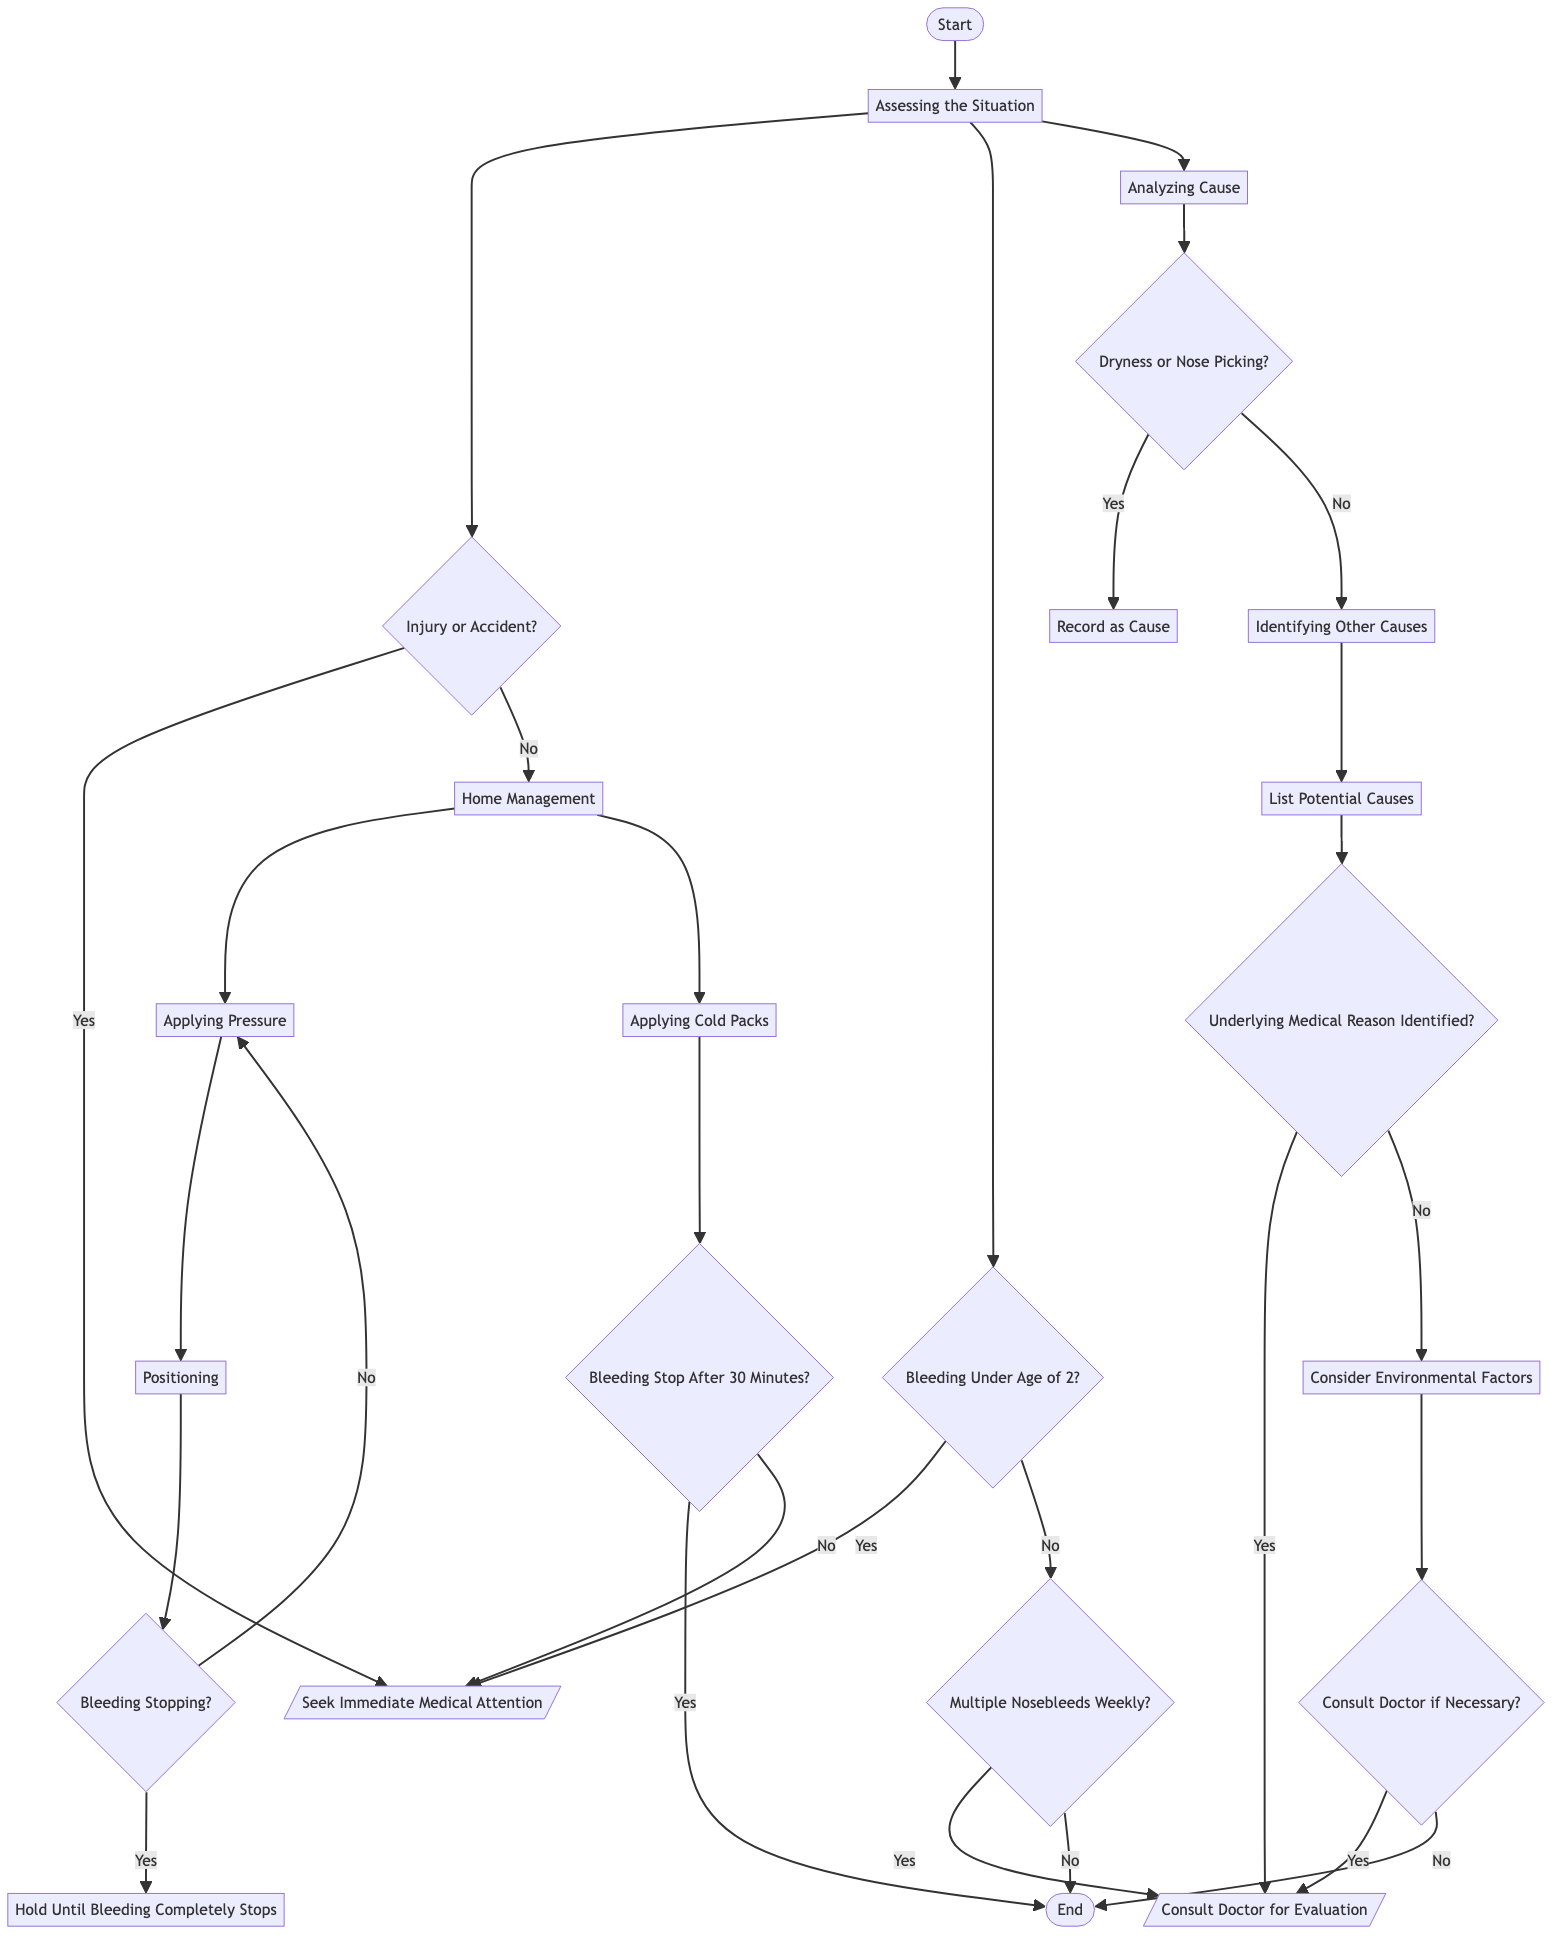 Start
Assessing the Situation
Analyzing Cause
Dryness or Nose Picking?
Yes
No
Injury or Accident?
Record as Cause
Identifying Other Causes
No
Home Management
List Potential Causes
Yes
Applying Pressure
Applying Cold Packs
Underlying Medical Reason Identified?
No
Positioning
No
Bleeding Stop After 30 Minutes?
Bleeding Under Age of 2?
Consider Environmental Factors
No
Yes
No
Yes
Bleeding Stopping?
Seek Immediate Medical Attention
Yes
Multiple Nosebleeds Weekly?
Consult Doctor if Necessary?
Yes
Yes
No
Yes
No
Hold Until Bleeding Completely Stops
End
Consult Doctor for Evaluation